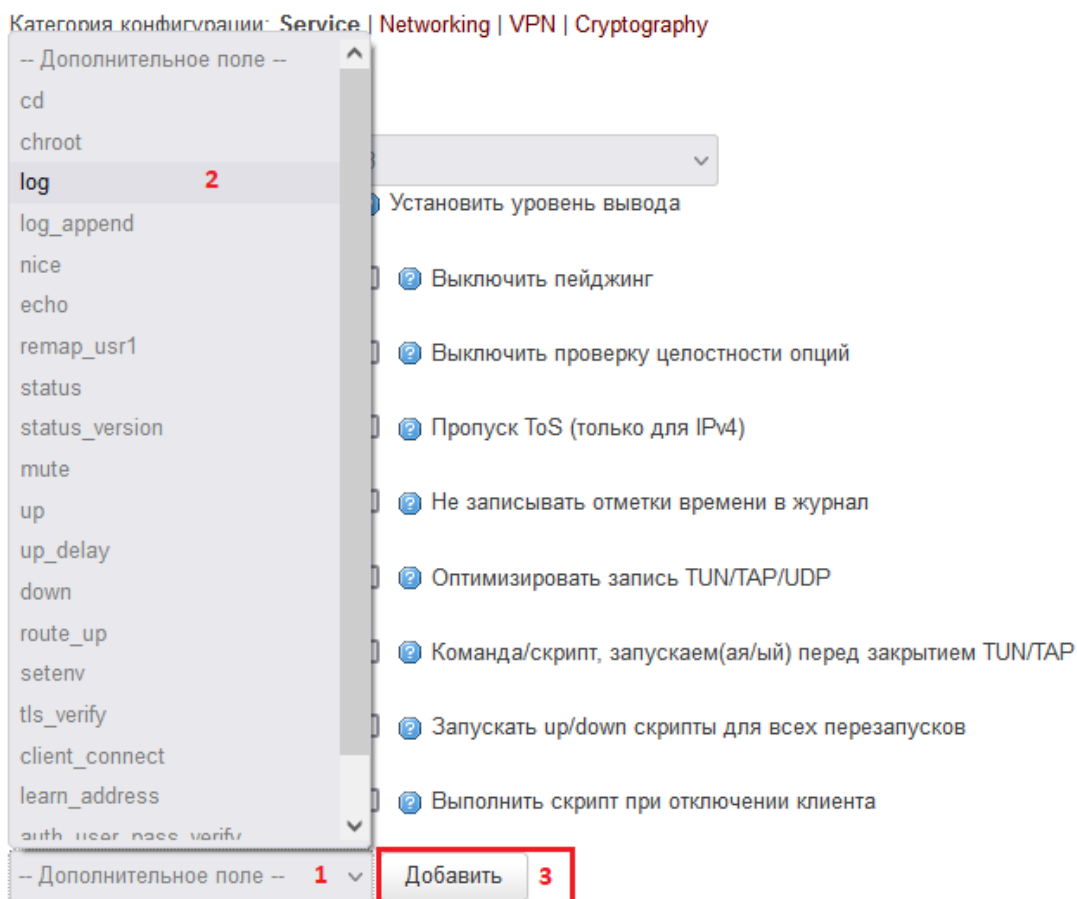 Категория конфигурации: Service | Networking | VPN | Cryptography
-- Дополнительное поле --
cd
chroot
log 2
log_append
nice
echo
remap_usr1
status
status_version
mute
up
up_delay
down
route_up
setenv
tls_verify
client_connect
learn_address
auth_user_pass_verify
Установить уровень вывода
Выключить пейджинг
Выключить проверку целостности опций
Пропуск ToS (только для IPv4)
Не записывать отметки времени в журнал
Оптимизировать запись TUN/TAP/UDP
Команда/скрипт, запускаем(ая/ый) перед закрытием TUN/TAP
Запускать up/down скрипты для всех перезапусков
Выполнить скрипт при отключении клиента
-- Дополнительное поле -- 1 Добавить 3